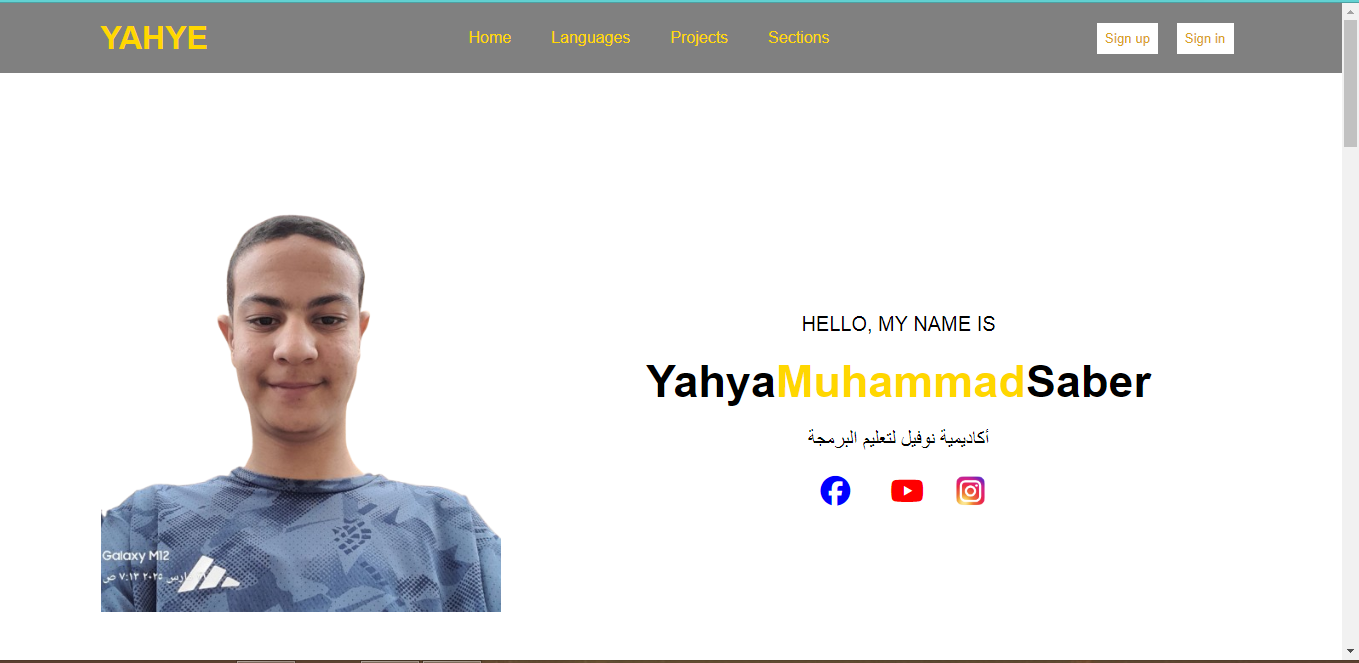 YAHYE
Home Languages Projects Sections
Sign up Sign in
HELLO, MY NAME IS
YahyaMuhammadSaber
أكاديمية نوفيل لتعليم البرمجة
Galaxy M12
ارس ٢٠٢٥ ٧:١٣ ص